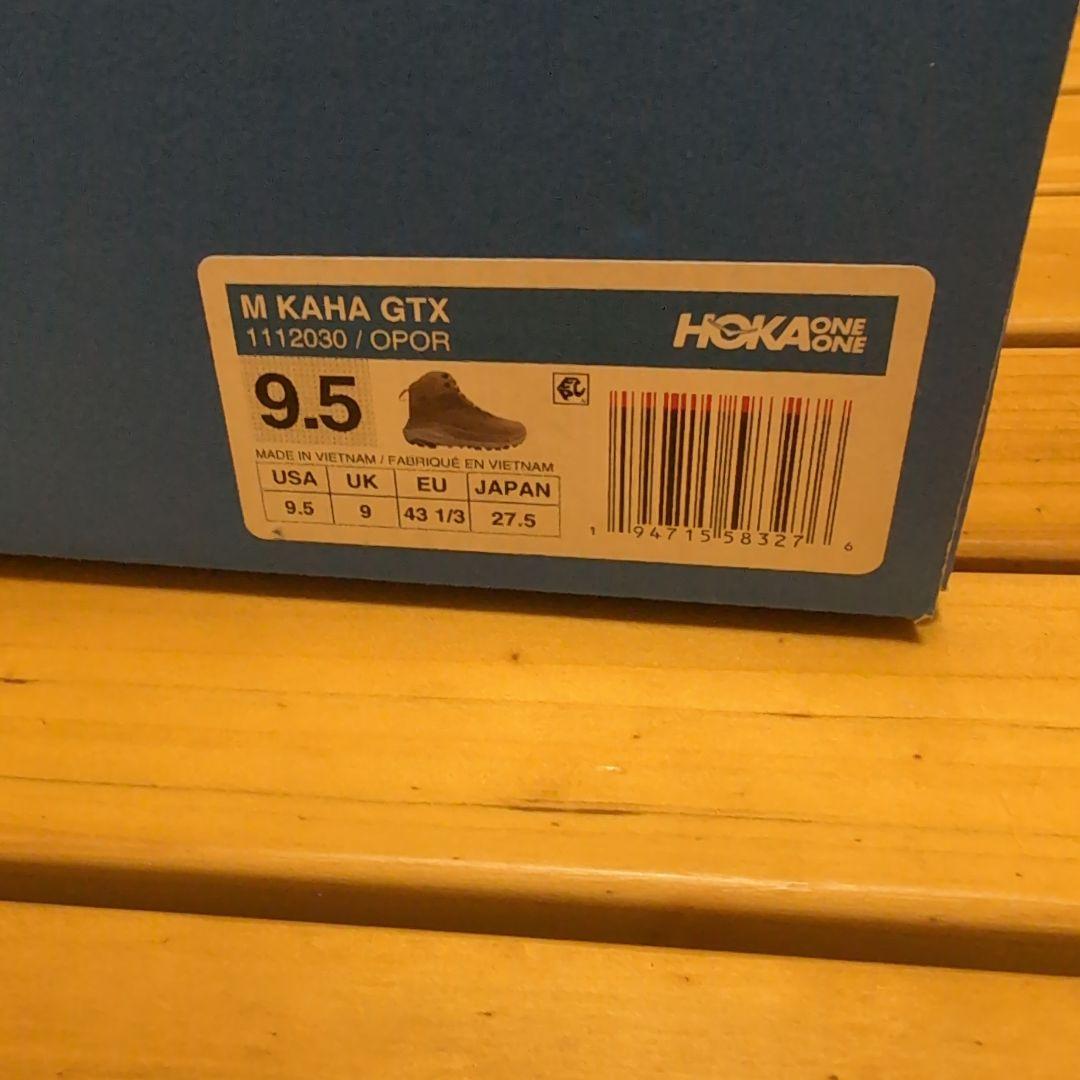 M KAHA GTX
1112030 / OPOR
HOKA ONE ONE
9.5
MADE IN VIETNAM / FABRIQUÉ EN VIETNAM
USA UK EU JAPAN
9.5 9 43 1/3 27.5
1 94715 58327 6